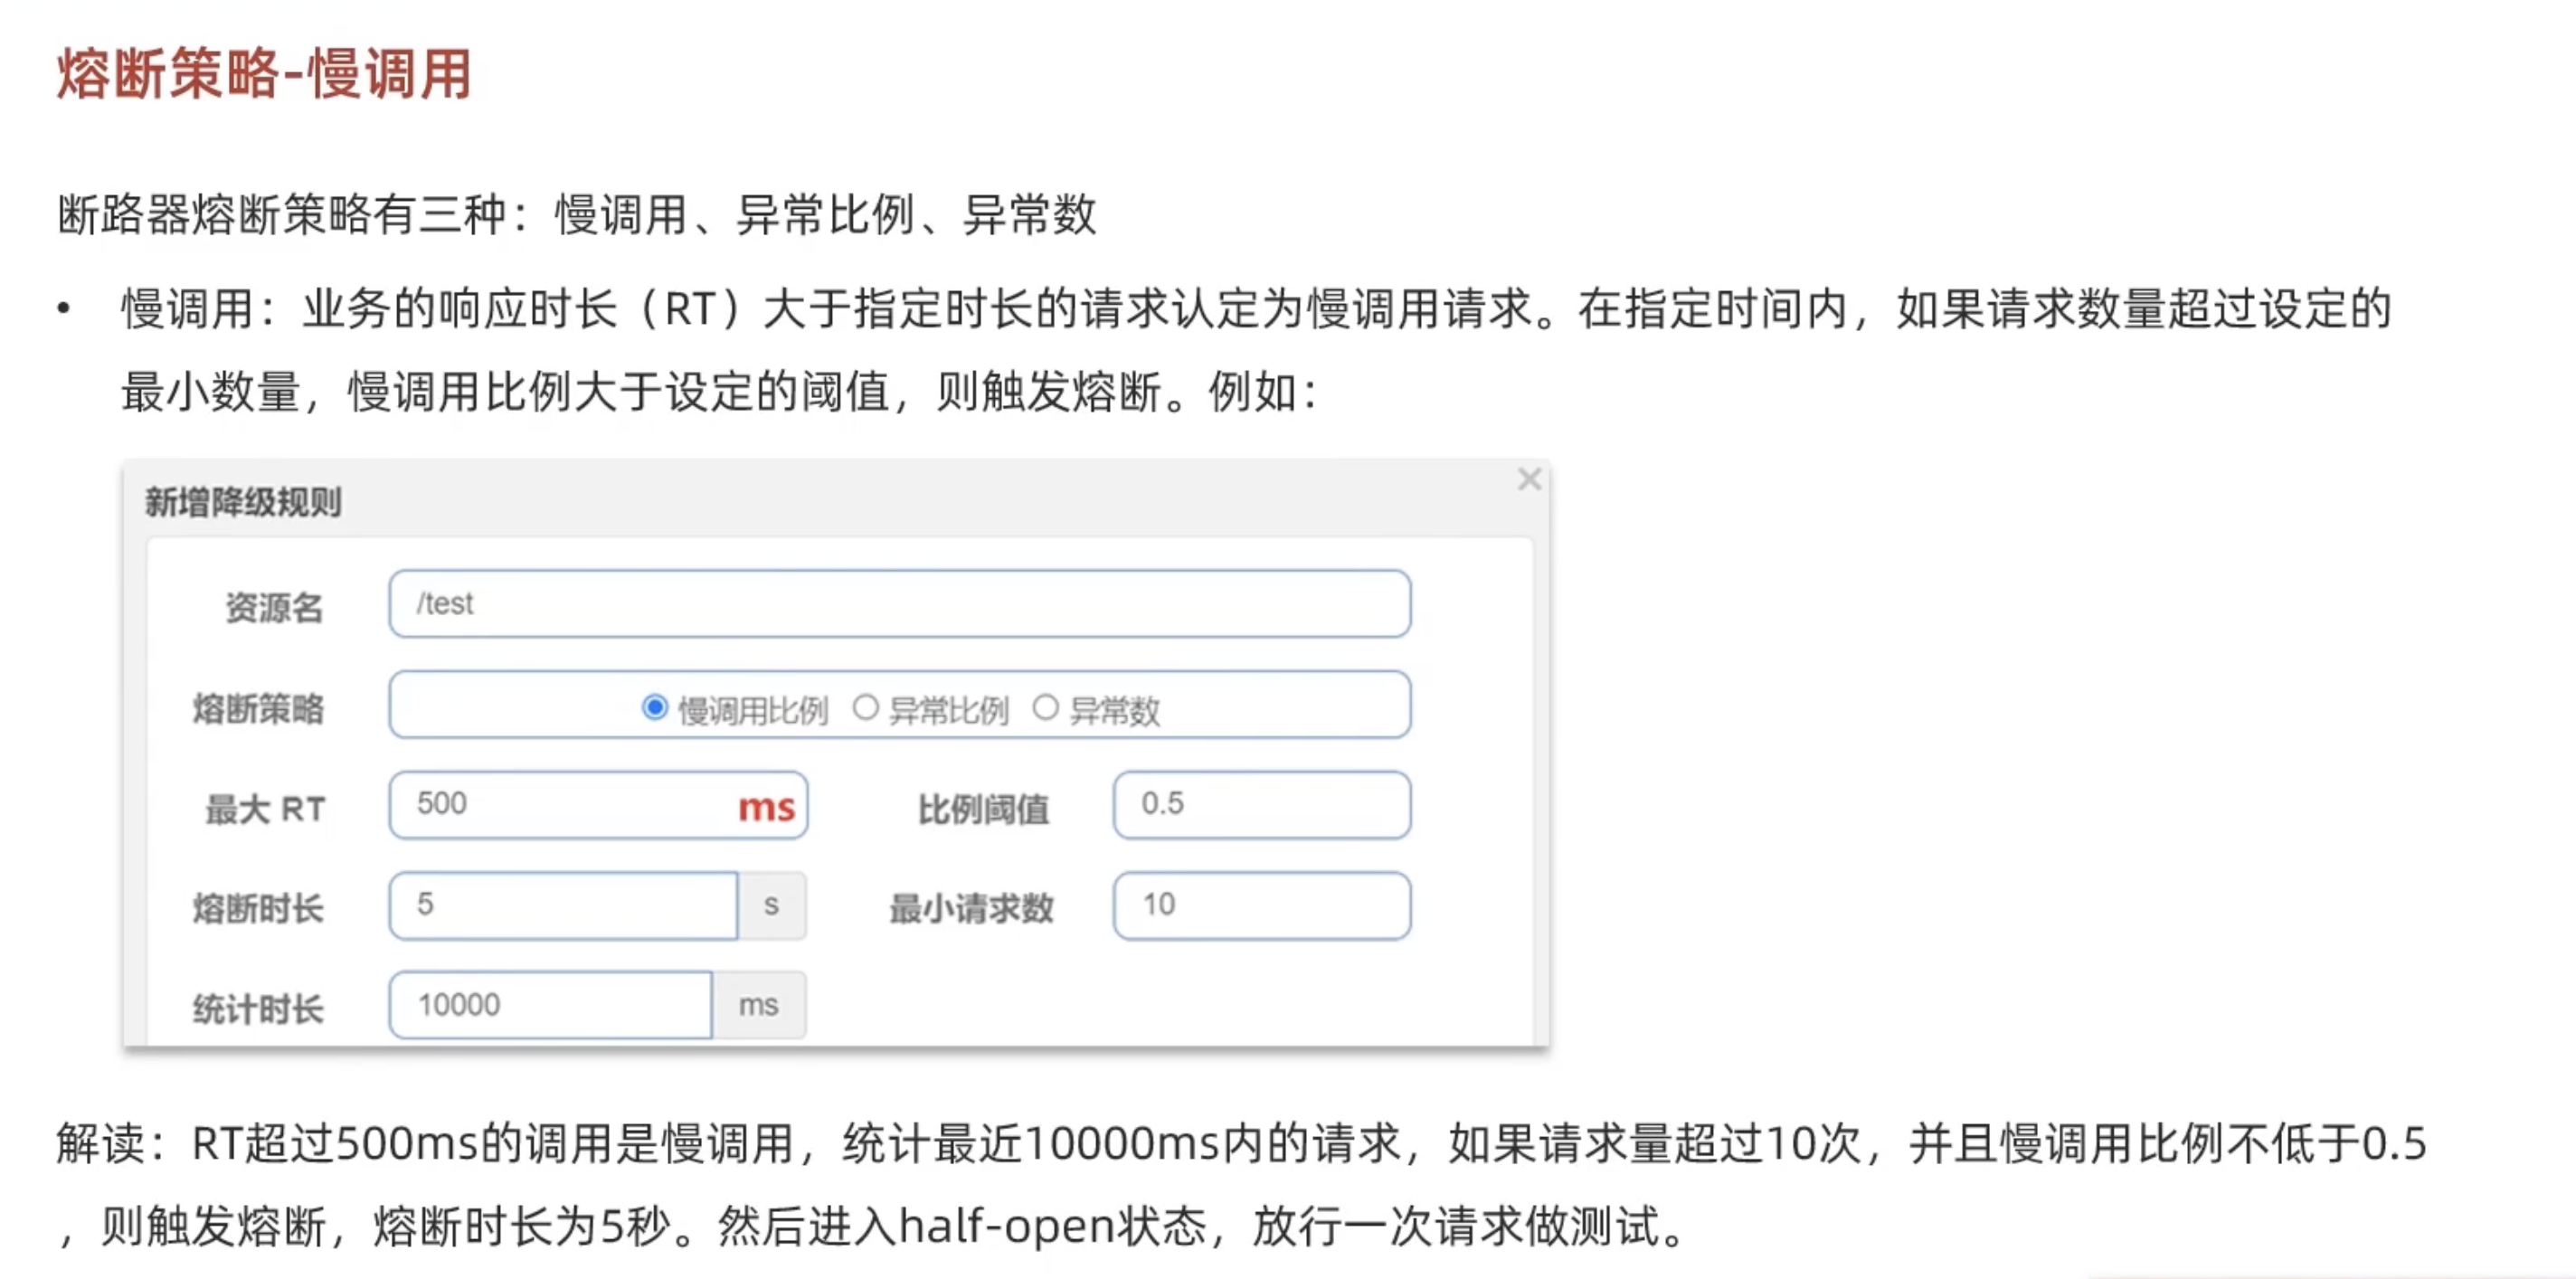 熔断策略-慢调用
断路器熔断策略有三种：慢调用、异常比例、异常数
• 慢调用：业务的响应时长（RT）大于指定时长的请求认定为慢调用请求。在指定时间内，如果请求数量超过设定的
最小数量，慢调用比例大于设定的阈值，则触发熔断。例如：
新增降级规则 ×
资源名 /test
熔断策略 慢调用比例 异常比例 异常数
最大 RT 500 ms 比例阈值 0.5
熔断时长 5 s 最小请求数 10
统计时长 10000 ms
解读：RT超过500ms的调用是慢调用，统计最近10000ms内的请求，如果请求量超过10次，并且慢调用比例不低于0.5
，则触发熔断，熔断时长为5秒。然后进入half-open状态，放行一次请求做测试。